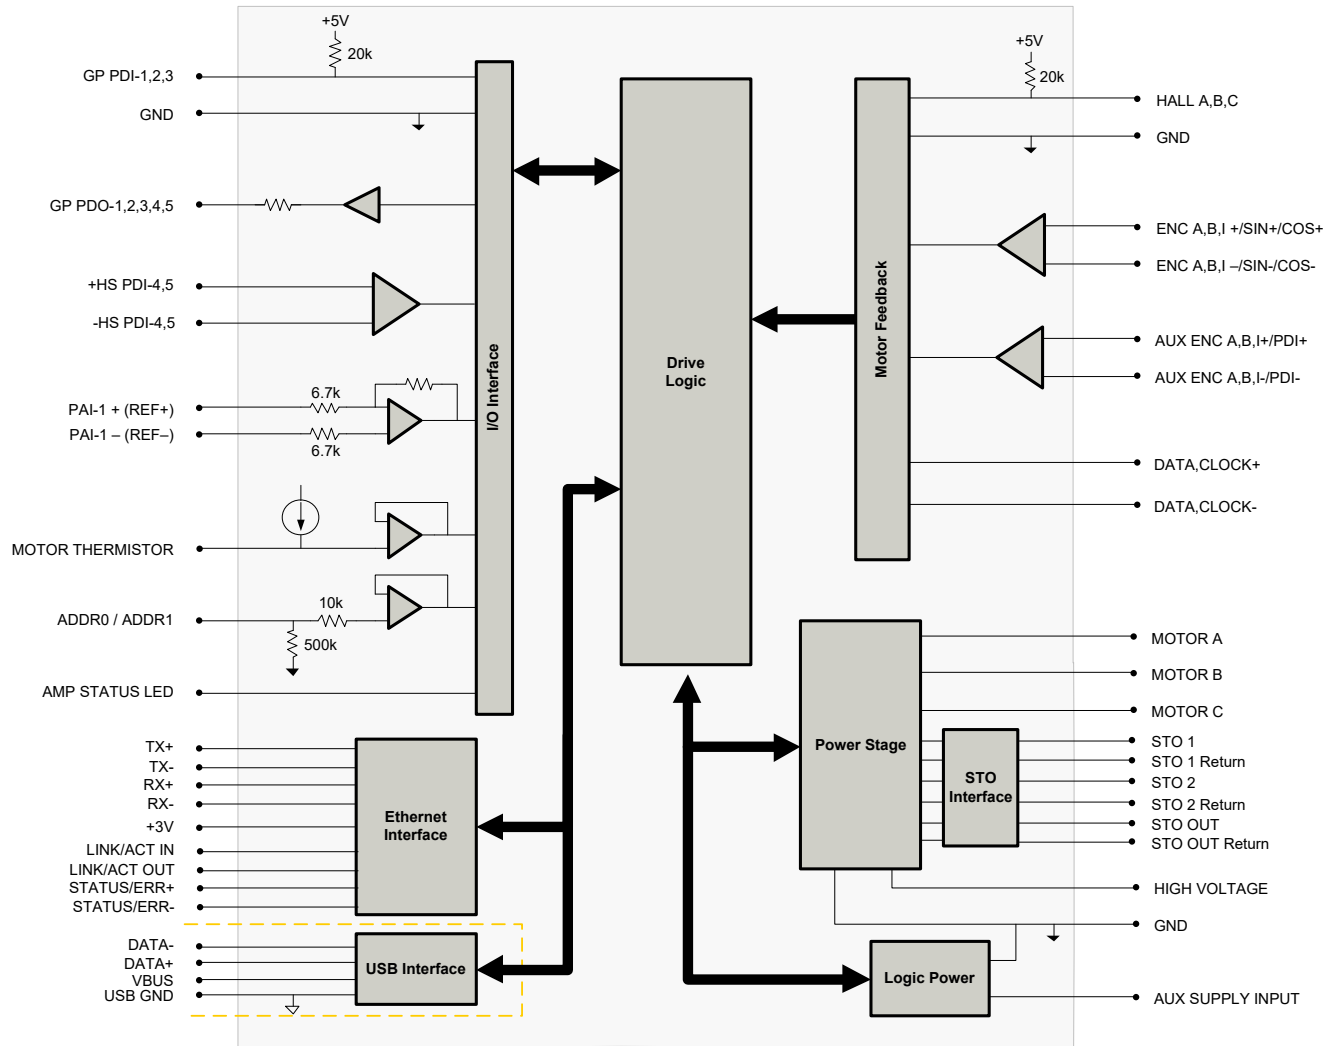 +5V
20k
GP PDI-1,2,3
GND
GP PDO-1,2,3,4,5
+HS PDI-4,5
-HS PDI-4,5
6.7k
PAI-1 + (REF+)
PAI-1 – (REF–)
6.7k
MOTOR THERMISTOR
10k
ADDR0 / ADDR1
500k
AMP STATUS LED
I/O Interface
TX+
TX-
RX+
RX-
+3V
LINK/ACT IN
LINK/ACT OUT
STATUS/ERR+
STATUS/ERR-
Ethernet
Interface
DATA-
DATA+
VBUS
USB GND
USB Interface
Drive
Logic
Motor Feedback
+5V
20k
HALL A,B,C
GND
ENC A,B,I +/SIN+/COS+
ENC A,B,I –/SIN-/COS-
AUX ENC A,B,I+/PDI+
AUX ENC A,B,I-/PDI-
DATA,CLOCK+
DATA,CLOCK-
Power Stage
MOTOR A
MOTOR B
MOTOR C
STO
Interface
STO 1
STO 1 Return
STO 2
STO 2 Return
STO OUT
STO OUT Return
HIGH VOLTAGE
GND
Logic Power
AUX SUPPLY INPUT